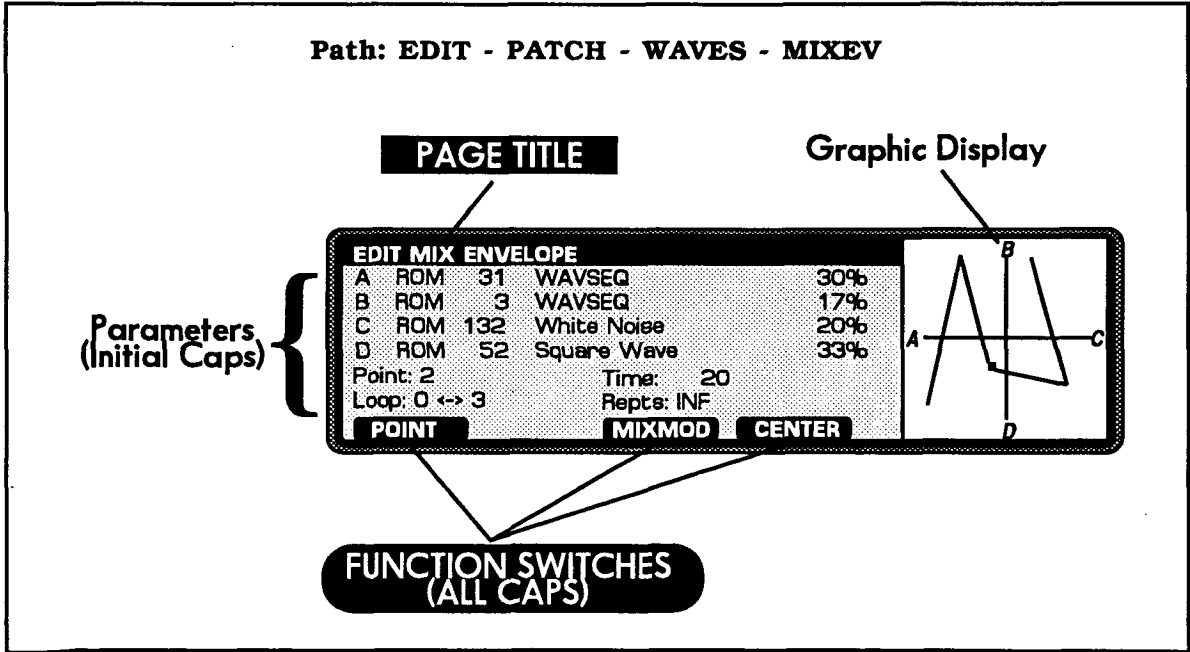 Path: EDIT - PATCH - WAVES - MIXEV
PAGE TITLE
Graphic Display
EDIT MIX ENVELOPE
A ROM 31 WAVSEQ 30%
B ROM 3 WAVSEQ 17%
C ROM 132 White Noise 20%
D ROM 52 Square Wave 33%
Point: 2 Time: 20
Loop: 0 <-> 3 Repts: INF
POINT MIXMOD CENTER
B
A C
D
Parameters
(Initial Caps)
FUNCTION SWITCHES
(ALL CAPS)